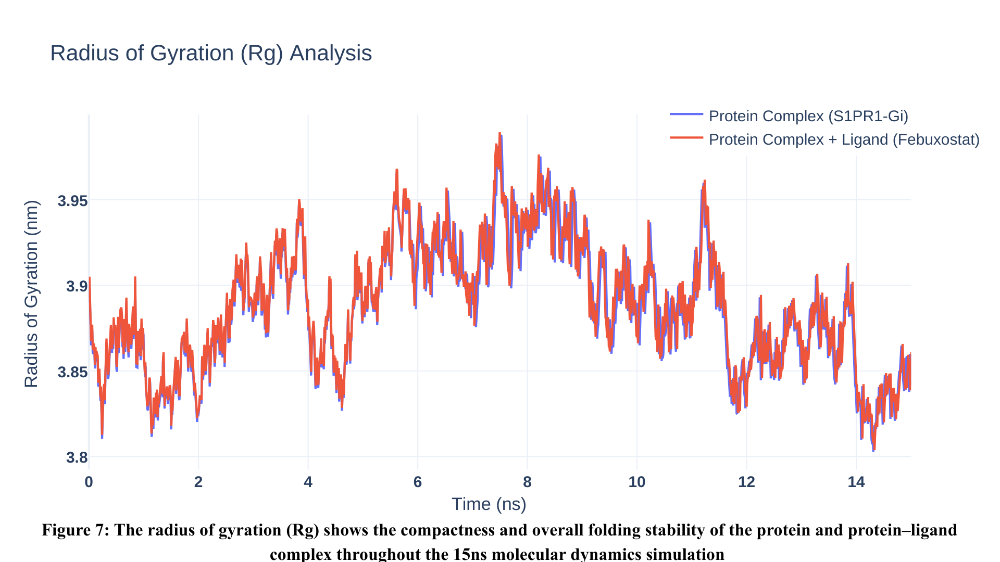 Radius of Gyration (Rg) Analysis
Protein Complex (S1PR1-Gi)
Protein Complex + Ligand (Febuxostat)
Radius of Gyration (nm)
3.95
3.9
3.85
3.8
0 2 4 6 8 10 12 14
Time (ns)
Figure 7: The radius of gyration (Rg) shows the compactness and overall folding stability of the protein and protein–ligand
complex throughout the 15ns molecular dynamics simulation